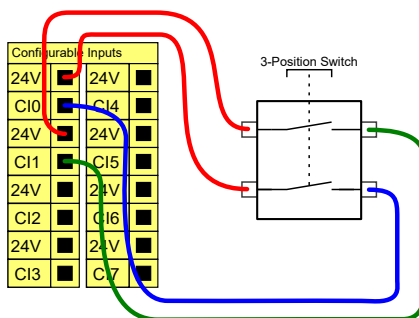 Configurable Inputs
3-Position Switch
24V 24V
CI0 CI4
24V 24V
CI1 CI5
24V 24V
CI2 CI6
24V 24V
CI3 CI7